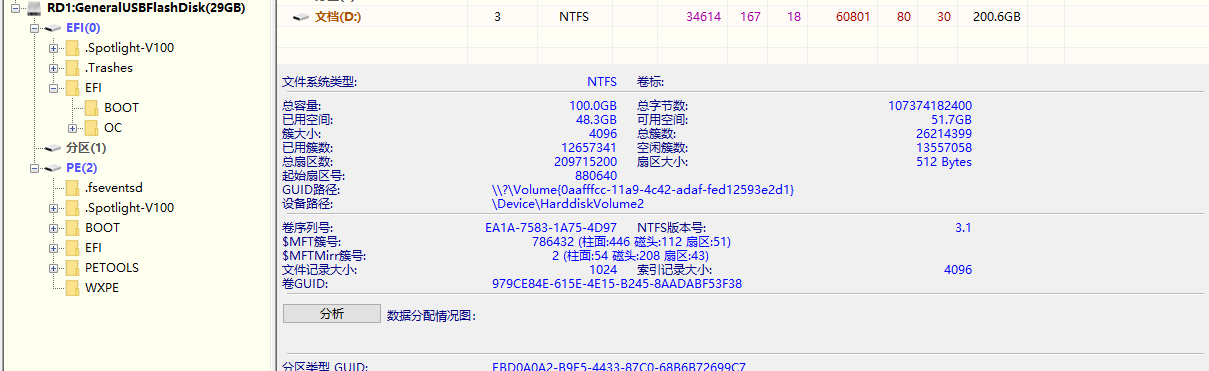 RD1:GeneralUSBFlashDisk(29GB)
EFI(0)
.Spotlight-V100
.Trashes
EFI
BOOT
OC
分区(1)
PE(2)
.fseventsd
.Spotlight-V100
BOOT
EFI
PETOOLS
WXPE
文档(D:) 3 NTFS 34614 167 18 60801 80 30 200.6GB
文件系统类型: NTFS 卷标:
总容量: 100.0GB 总字节数: 107374182400
已用空间: 48.3GB 可用空间: 51.7GB
簇大小: 4096 总簇数: 26214399
已用簇数: 12657341 空闲簇数: 13557058
总扇区数: 209715200 扇区大小: 512 Bytes
起始扇区号: 880640
GUID路径: \\?\Volume{0aafffcc-11a9-4c42-adaf-fed12593e2d1}
设备路径: \Device\HarddiskVolume2
卷序列号: EA1A-7583-1A75-4D97 NTFS版本号: 3.1
$MFT簇号: 786432 (柱面:446 磁头:112 扇区:51)
$MFTMirr簇号: 2 (柱面:54 磁头:208 扇区:43)
文件记录大小: 1024 索引记录大小: 4096
卷GUID: 979CE84E-615E-4E15-B245-8AADABF53F38
分析 数据分配情况图:
分区类型 GUID: EBD0A0A2-B9E5-4433-87C0-68B6B72699C7